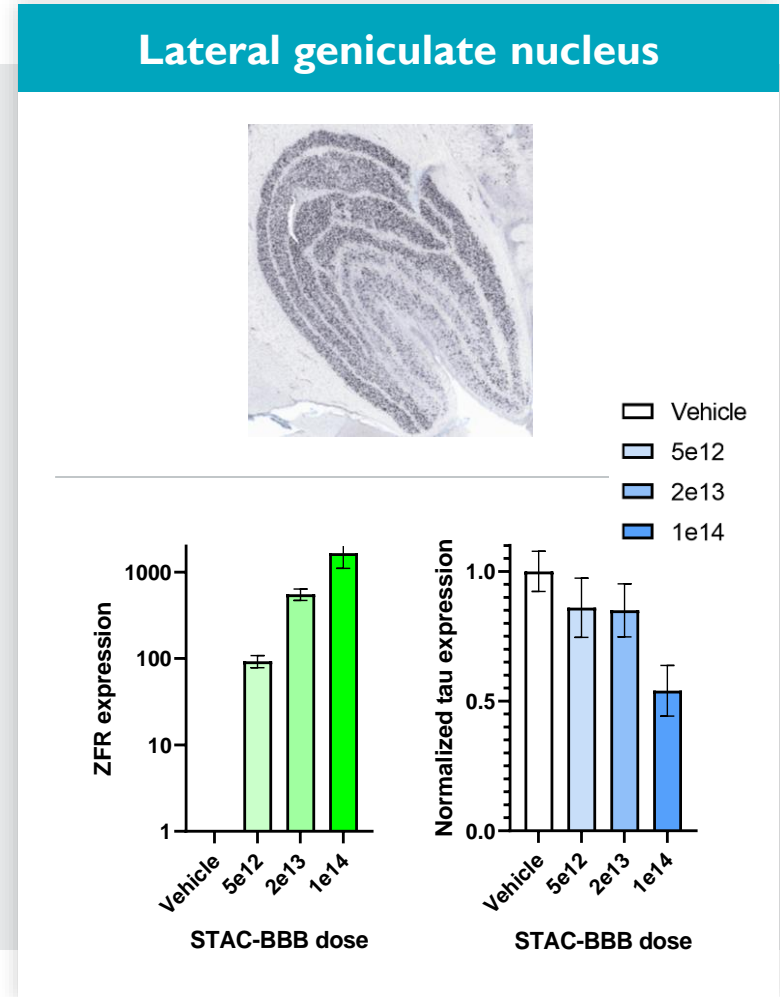 Lateral geniculate nucleus
Vehicle
5e12
2e13
1e14
ZFR expression
1000
100
10
1
Vehicle
5e12
2e13
1e14
STAC-BBB dose
Normalized tau expression
1.0
0.5
0.0
Vehicle
5e12
2e13
1e14
STAC-BBB dose